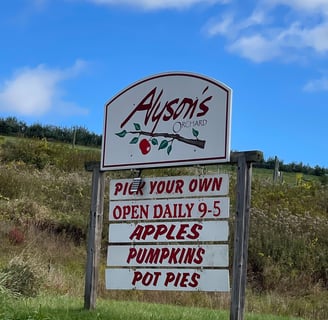 Alyson's
ORCHARD
PICK YOUR OWN
OPEN DAILY 9-5
APPLES
PUMPKINS
POT PIES